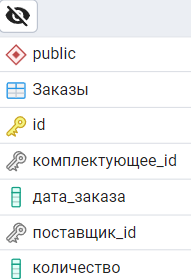 public
Заказы
id
комплектующее_id
дата_заказа
поставщик_id
количество